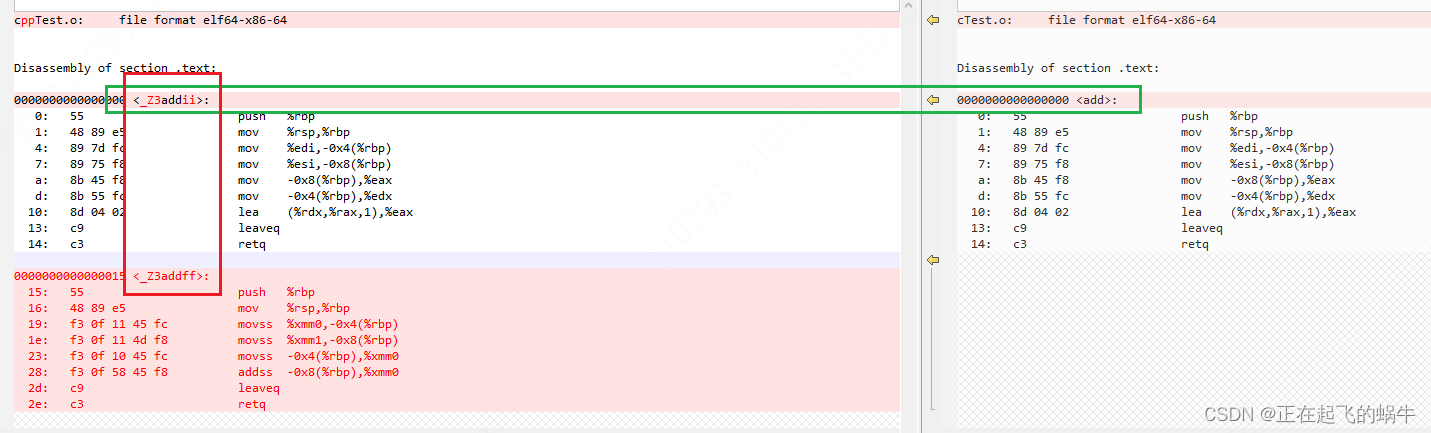 cppTest.o:     file format elf64-x86-64
Disassembly of section .text:
0000000000000000 <_Z3addii>:
0:   55                      push   %rbp
1:   48 89 e5                mov    %rsp,%rbp
4:   89 7d fc                mov    %edi,-0x4(%rbp)
7:   89 75 f8                mov    %esi,-0x8(%rbp)
a:   8b 45 f8                mov    -0x8(%rbp),%eax
d:   8b 55 fc                mov    -0x4(%rbp),%edx
10:   8d 04 02                lea    (%rdx,%rax,1),%eax
13:   c9                      leaveq
14:   c3                      retq
0000000000000015 <_Z3addff>:
15:   55                      push   %rbp
16:   48 89 e5                mov    %rsp,%rbp
19:   f3 0f 11 45 fc          movss  %xmm0,-0x4(%rbp)
1e:   f3 0f 11 4d f8          movss  %xmm1,-0x8(%rbp)
23:   f3 0f 10 45 fc          movss  -0x4(%rbp),%xmm0
28:   f3 0f 58 45 f8          addss  -0x8(%rbp),%xmm0
2d:   c9                      leaveq
2e:   c3                      retq
cTest.o:     file format elf64-x86-64
Disassembly of section .text:
0000000000000000 <add>:
0:   55                      push   %rbp
1:   48 89 e5                mov    %rsp,%rbp
4:   89 7d fc                mov    %edi,-0x4(%rbp)
7:   89 75 f8                mov    %esi,-0x8(%rbp)
a:   8b 45 f8                mov    -0x8(%rbp),%eax
d:   8b 55 fc                mov    -0x4(%rbp),%edx
10:   8d 04 02                lea    (%rdx,%rax,1),%eax
13:   c9                      leaveq
14:   c3                      retq
CSDN @正在起飞的蜗牛